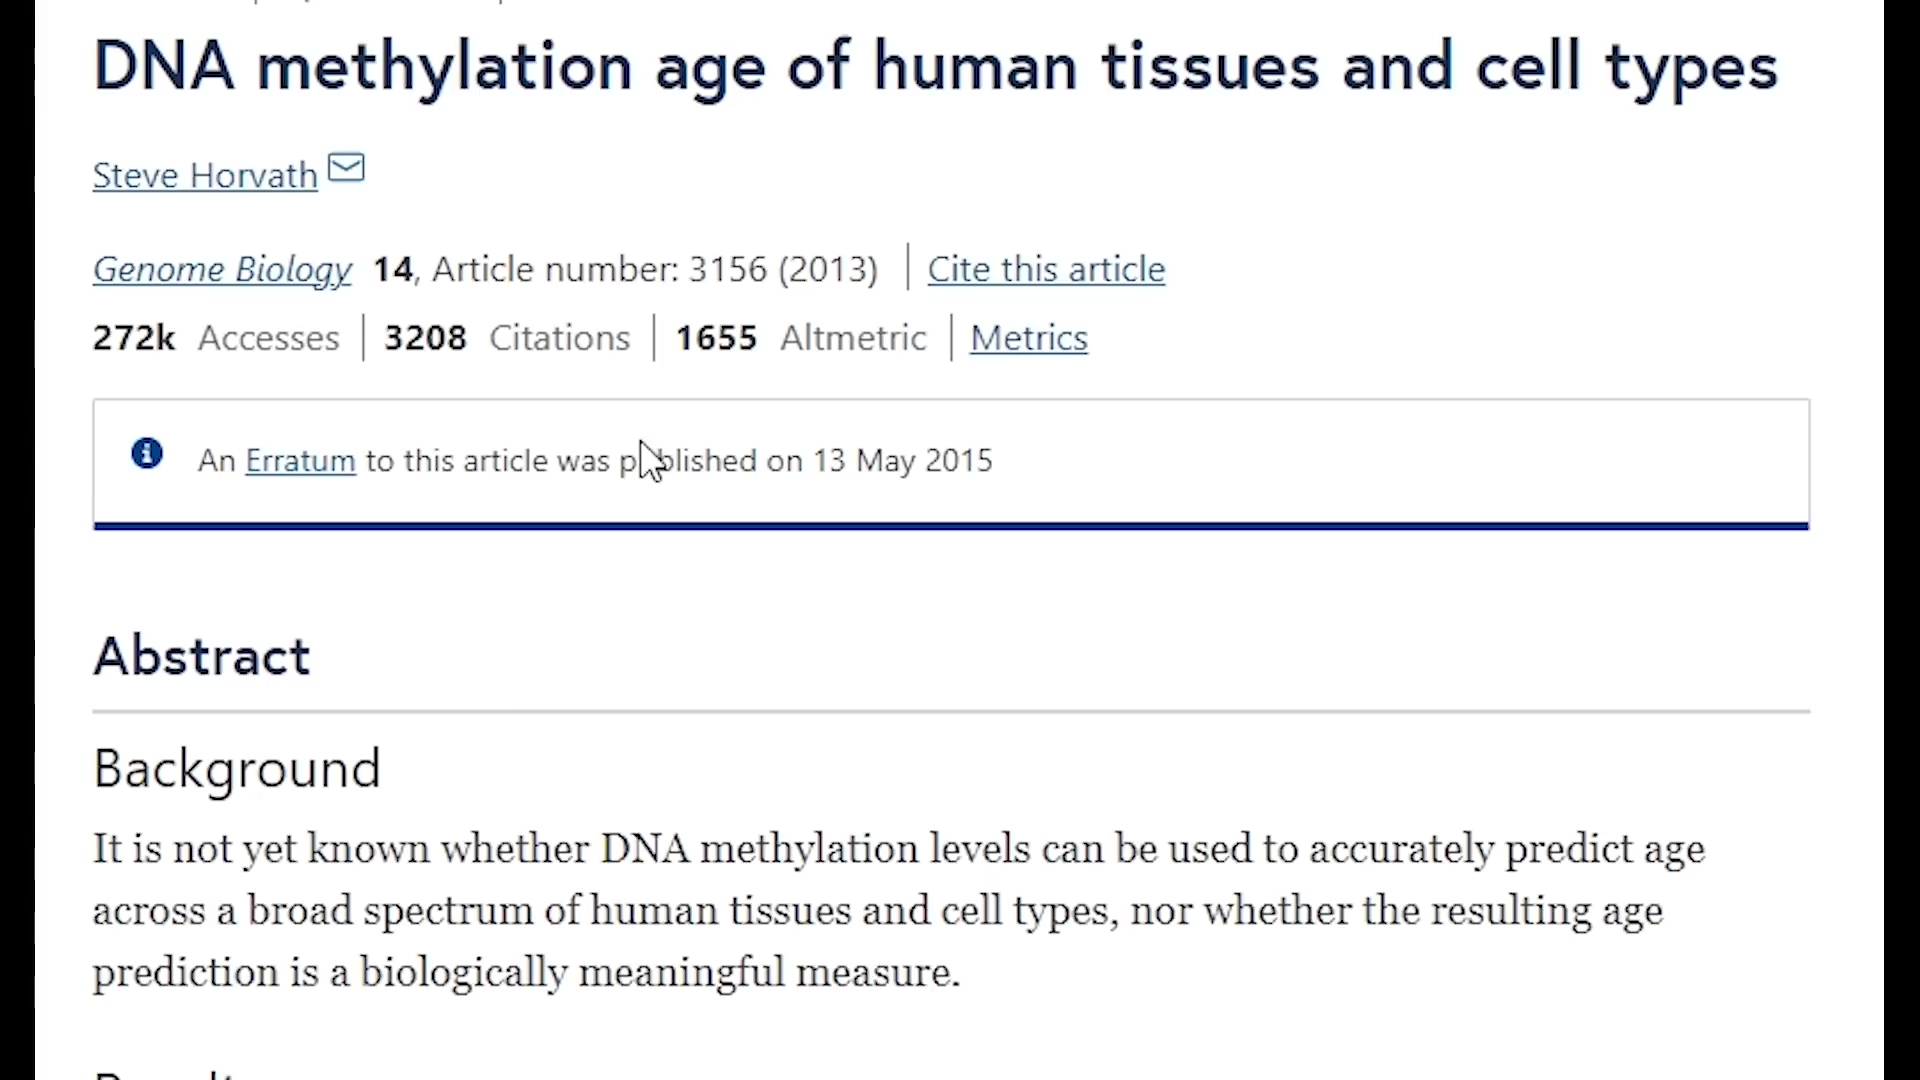 DNA methylation age of human tissues and cell types
Steve Horvath
Genome Biology 14, Article number: 3156 (2013) Cite this article
272k Accesses 3208 Citations 1655 Altmetric Metrics
An Erratum to this article was published on 13 May 2015
Abstract
Background
It is not yet known whether DNA methylation levels can be used to accurately predict age
across a broad spectrum of human tissues and cell types, nor whether the resulting age
prediction is a biologically meaningful measure.